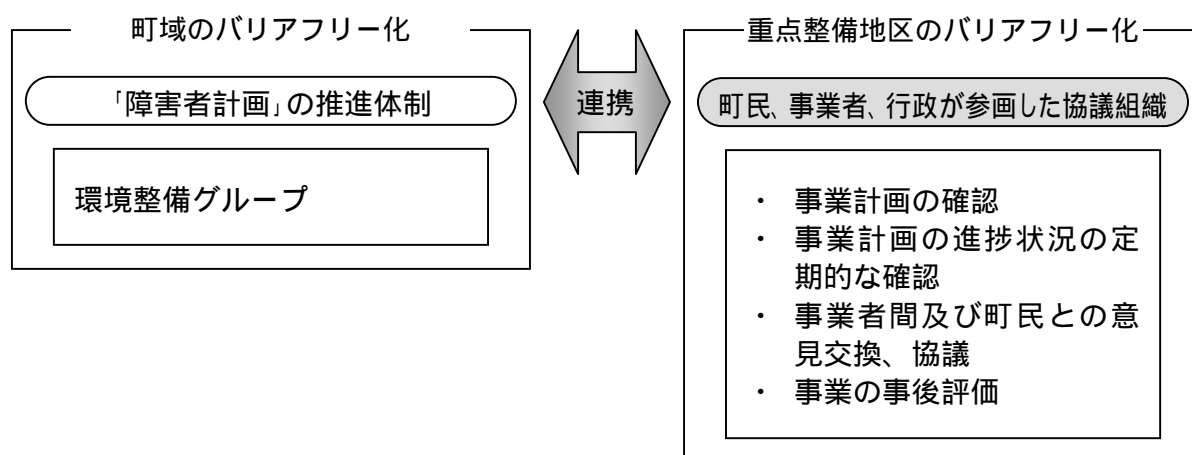 町域のバリアフリー化
「障害者計画」の推進体制
環境整備グループ
連携
重点整備地区のバリアフリー化
町民、事業者、行政が参画した協議組織
・ 事業計画の確認
・ 事業計画の進捗状況の定
期的な確認
・ 事業者間及び町民との意
見交換、協議
・ 事業の事後評価